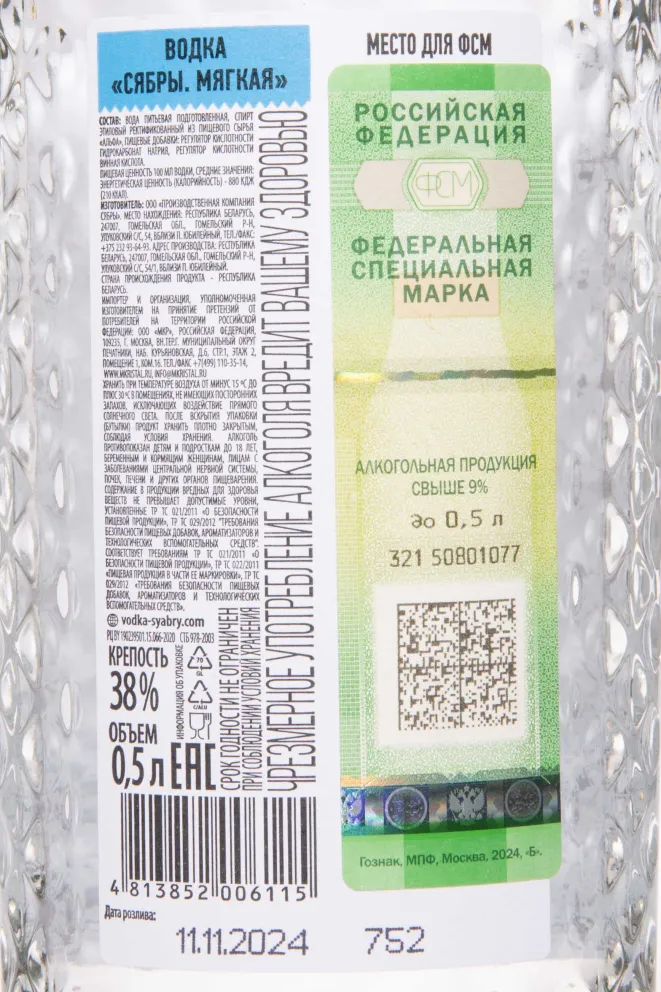 ВОДКА
«СЯБРЫ. МЯГКАЯ»
СОСТАВ: ВОДА ПИТЬЕВАЯ ПОДГОТОВЛЕННАЯ, СПИРТ
ЭТИЛОВЫЙ РЕКТИФИКОВАННЫЙ ИЗ ПИЩЕВОГО СЫРЬЯ
«АЛЬФА», ПИЩЕВЫЕ ДОБАВКИ: РЕГУЛЯТОР КИСЛОТНОСТИ
ГИДРОКАРБОНАТ НАТРИЯ, РЕГУЛЯТОР КИСЛОТНОСТИ
ВИННАЯ КИСЛОТА.
ПИЩЕВАЯ ЦЕННОСТЬ 100 МЛ ВОДКИ, СРЕДНИЕ ЗНАЧЕНИЯ:
ЭНЕРГЕТИЧЕСКАЯ ЦЕННОСТЬ (КАЛОРИЙНОСТЬ) - 880 КДЖ
(210 ККАЛ).
ИЗГОТОВИТЕЛЬ: ООО «ПРОИЗВОДСТВЕННАЯ КОМПАНИЯ
СЯБРЫ». МЕСТО НАХОЖДЕНИЯ: РЕСПУБЛИКА БЕЛАРУСЬ,
247007, ГОМЕЛЬСКАЯ ОБЛ., ГОМЕЛЬСКИЙ Р-Н,
УЛУКОВСКИЙ С/С, 54, ВБЛИЗИ П. ЮБИЛЕЙНЫЙ, ТЕЛ./ФАКС:
+375 232 93-64-93. АДРЕС ПРОИЗВОДСТВА: РЕСПУБЛИКА
БЕЛАРУСЬ, 247007, ГОМЕЛЬСКАЯ ОБЛ., ГОМЕЛЬСКИЙ Р-Н,
УЛУКОВСКИЙ С/С, 54/1, ВБЛИЗИ П. ЮБИЛЕЙНЫЙ.
СТРАНА ПРОИСХОЖДЕНИЯ ПРОДУКТА - РЕСПУБЛИКА
БЕЛАРУСЬ.
ИМПОРТЕР И ОРГАНИЗАЦИЯ, УПОЛНОМОЧЕННАЯ
ИЗГОТОВИТЕЛЕМ НА ПРИНЯТИЕ ПРЕТЕНЗИЙ ОТ
ПОТРЕБИТЕЛЕЙ НА ТЕРРИТОРИИ РОССИЙСКОЙ
ФЕДЕРАЦИИ: ООО «МКР», РОССИЙСКАЯ ФЕДЕРАЦИЯ,
109235, Г. МОСКВА, ВН.ТЕР.Г. МУНИЦИПАЛЬНЫЙ ОКРУГ
ПЕЧАТНИКИ, НАБ. КУРЬЯНОВСКАЯ, Д.6, СТР.1, ЭТАЖ 2,
ПОМЕЩЕНИЕ 1, КОМ.16. ТЕЛ./ФАКС +7(499) 110-35-14,
WWW.MKRISTAL.RU, INFO@MKRISTAL.RU
ХРАНИТЬ ПРИ ТЕМПЕРАТУРЕ ВОЗДУХА ОТ МИНУС 15 °С ДО
ПЛЮС 30 °С В ПОМЕЩЕНИЯХ, НЕ ИМЕЮЩИХ ПОСТОРОННИХ
ЗАПАХОВ, ИСКЛЮЧАЮЩИХ ВОЗДЕЙСТВИЕ ПРЯМОГО
СОЛНЕЧНОГО СВЕТА. ПОСЛЕ ВСКРЫТИЯ УПАКОВКИ
(БУТЫЛКИ) ПРОДУКТ ХРАНИТЬ ПЛОТНО ЗАКРЫТЫМ,
СОБЛЮДАЯ УСЛОВИЯ ХРАНЕНИЯ. АЛКОГОЛЬ
ПРОТИВОПОКАЗАН ДЕТЯМ И ПОДРОСТКАМ ДО 18 ЛЕТ,
БЕРЕМЕННЫМ И КОРМЯЩИМ ЖЕНЩИНАМ, ЛИЦАМ С
ЗАБОЛЕВАНИЯМИ ЦЕНТРАЛЬНОЙ НЕРВНОЙ СИСТЕМЫ,
ПОЧЕК, ПЕЧЕНИ И ДРУГИХ ОРГАНОВ ПИЩЕВАРЕНИЯ.
СОДЕРЖАНИЕ В ПРОДУКЦИИ ВРЕДНЫХ ДЛЯ ЗДОРОВЬЯ
ВЕЩЕСТВ НЕ ПРЕВЫШАЕТ ДОПУСТИМЫЕ УРОВНИ,
УСТАНОВЛЕННЫЕ ТР ТС 021/2011 «О БЕЗОПАСНОСТИ
ПИЩЕВОЙ ПРОДУКЦИИ», ТР ТС 029/2012 "ТРЕБОВАНИЯ
БЕЗОПАСНОСТИ ПИЩЕВЫХ ДОБАВОК, АРОМАТИЗАТОРОВ И
ТЕХНОЛОГИЧЕСКИХ ВСПОМОГАТЕЛЬНЫХ СРЕДСТВ".
СООТВЕТСТВУЕТ ТРЕБОВАНИЯМ ТР ТС 021/2011 «О
БЕЗОПАСНОСТИ ПИЩЕВОЙ ПРОДУКЦИИ», ТР ТС 022/2011
«ПИЩЕВАЯ ПРОДУКЦИЯ В ЧАСТИ ЕЕ МАРКИРОВКИ», ТР ТС
029/2012 «ТРЕБОВАНИЯ БЕЗОПАСНОСТИ ПИЩЕВЫХ
ДОБАВОК, АРОМАТИЗАТОРОВ И ТЕХНОЛОГИЧЕСКИХ
ВСПОМОГАТЕЛЬНЫХ СРЕДСТВ».
vodka-syabry.com
РЦ BY 190239501.15.066-2020 СТБ 978-2003
КРЕПОСТЬ
38%
ОБЪЕМ
0,5 л EAC
ИНФОРМАЦИЯ ОБ УПАКОВКЕ
70
GL
C/ALU
СРОК ГОДНОСТИ НЕ ОГРАНИЧЕН
ПРИ СОБЛЮДЕНИИ УСЛОВИЙ ХРАНЕНИЯ
ЧРЕЗМЕРНОЕ УПОТРЕБЛЕНИЕ АЛКОГОЛЯ ВРЕДИТ ВАШЕМУ ЗДОРОВЬЮ
4 813852 006115
Дата розлива:
11.11.2024 752
МЕСТО ДЛЯ ФСМ
РОССИЙСКАЯ
ФЕДЕРАЦИЯ
ФСМ
ФЕДЕРАЛЬНАЯ
СПЕЦИАЛЬНАЯ
МАРКА
АЛКОГОЛЬНАЯ ПРОДУКЦИЯ
СВЫШЕ 9%
до 0,5 л
321 50801077
Гознак, МПФ, Москва, 2024, «Б».